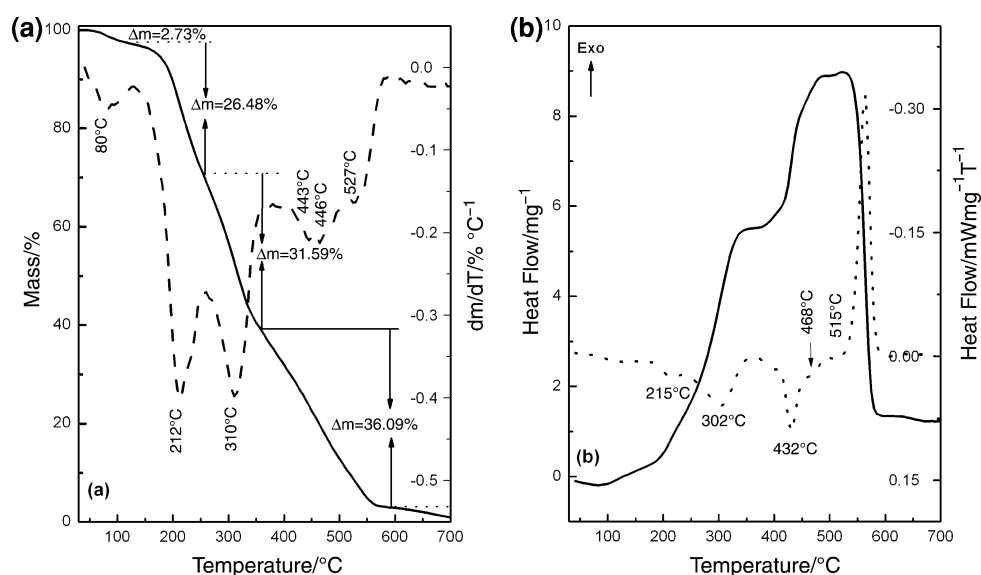 (a)
100
80
60
40
20
0
Mass/%
Δm=2.73%
Δm=26.48%
Δm=31.59%
Δm=36.09%
80°C
212°C
310°C
443°C
446°C
527°C
0.0
-0.1
-0.2
-0.3
-0.4
-0.5
dm/dT/% °C⁻¹
(a)
100 200 300 400 500 600 700
Temperature/°C
(b)
10
8
6
4
2
0
Heat Flow/mg⁻¹
Exo
215°C
302°C
432°C
468°C
515°C
-0.30
-0.15
0.00
0.15
Heat Flow/mWmg⁻¹T⁻¹
(b)
100 200 300 400 500 600 700
Temperature/°C